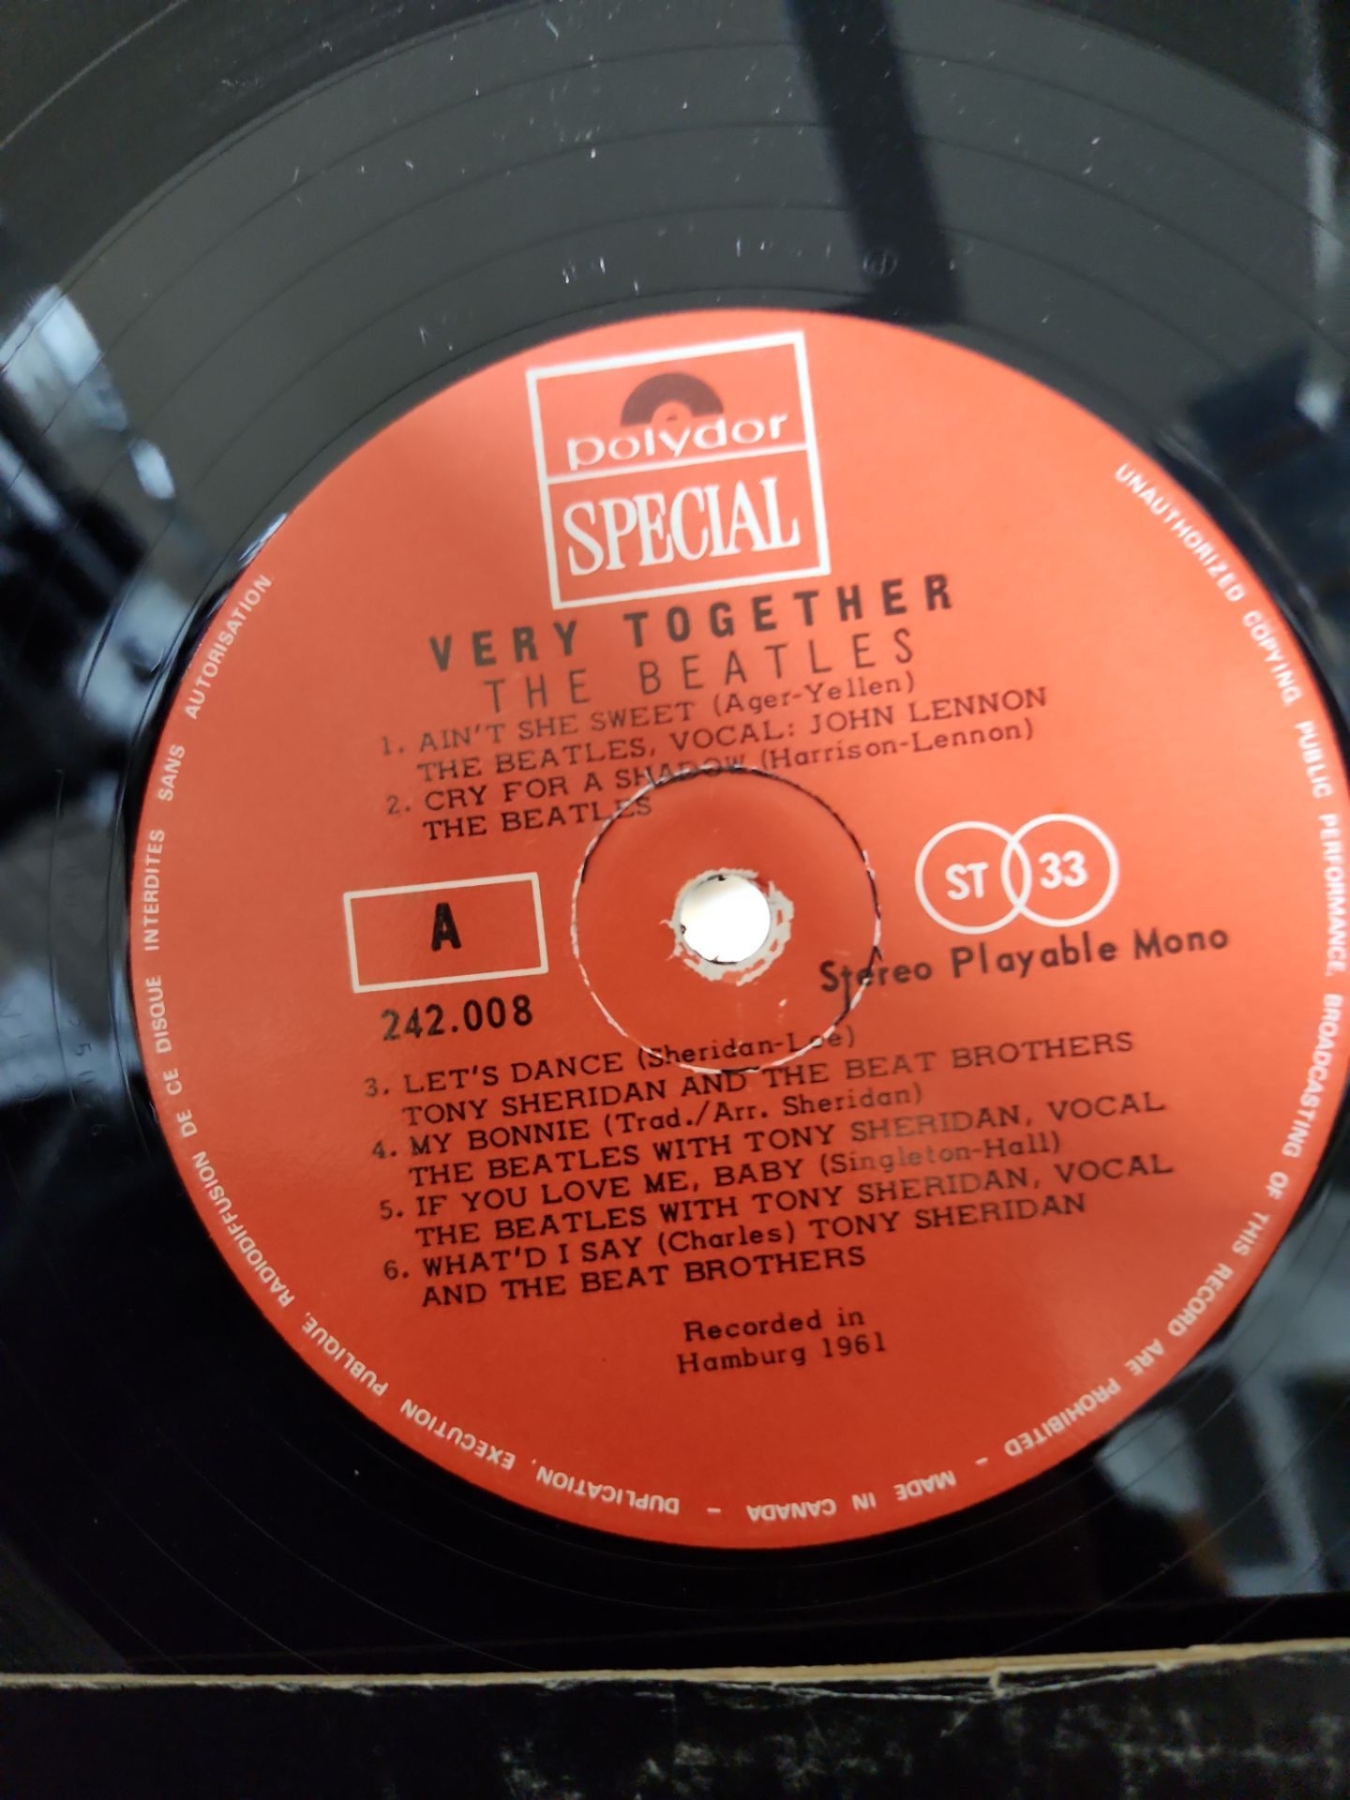 polydor
SPECIAL
VERY TOGETHER
THE BEATLES
1. AIN'T SHE SWEET (Ager-Yellen)
THE BEATLES, VOCAL: JOHN LENNON
2. CRY FOR A SHADOW (Harrison-Lennon)
THE BEATLES
A
ST 33
242.008
Stereo Playable Mono
3. LET'S DANCE (Sheridan-Lee)
TONY SHERIDAN AND THE BEAT BROTHERS
4. MY BONNIE (Trad./Arr. Sheridan)
THE BEATLES WITH TONY SHERIDAN, VOCAL
5. IF YOU LOVE ME, BABY (Singleton-Hall)
THE BEATLES WITH TONY SHERIDAN, VOCAL
6. WHAT'D I SAY (Charles) TONY SHERIDAN
AND THE BEAT BROTHERS
Recorded in
Hamburg 1961
UNAUTHORIZED COPYING, PUBLIC PERFORMANCE, BROADCASTING OF THIS RECORD ARE PROHIBITED - MADE IN CANADA - DUPLICATION, EXECUTION PUBLIQUE, RADIODIFFUSION DE CE DISQUE INTERDITES SANS AUTORISATION